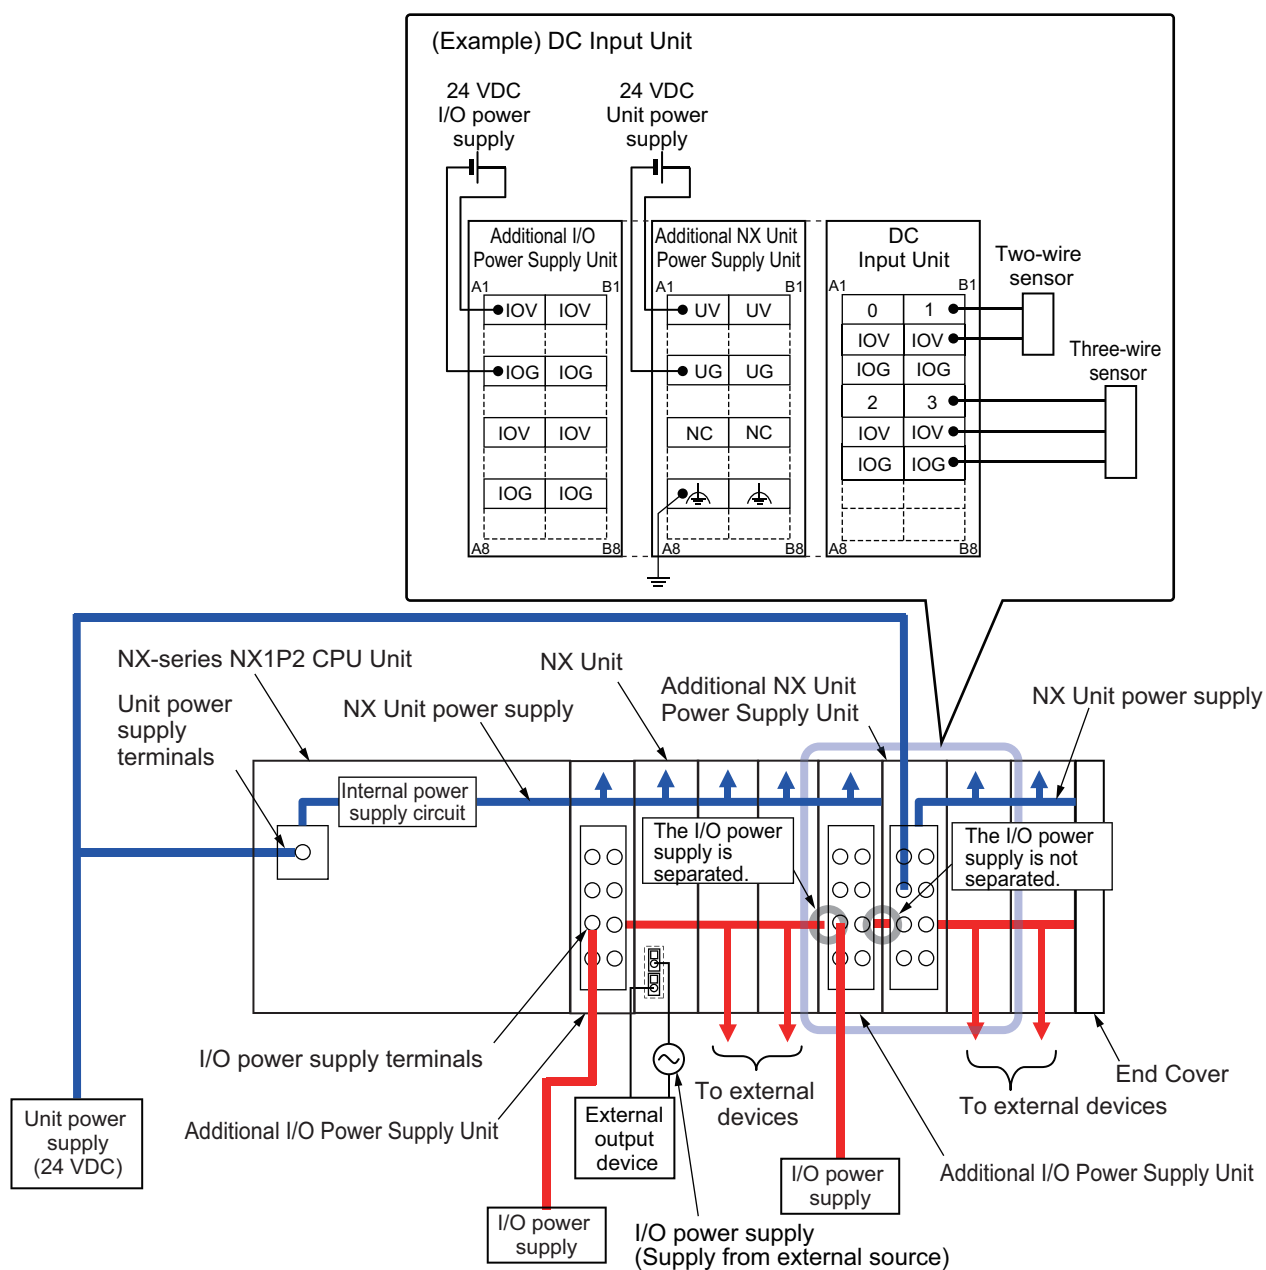 (Example) DC Input Unit
24 VDC
I/O power
supply
24 VDC
Unit power
supply
Additional I/O
Power Supply Unit
A1
B1
IOV
IOV
IOG
IOG
IOV
IOV
IOG
IOG
A8
B8
Additional NX Unit
Power Supply Unit
A1
B1
UV
UV
UG
UG
NC
NC
A8
B8
DC
Input Unit
A1
B1
0
1
IOV
IOV
IOG
IOG
2
3
IOV
IOV
IOG
IOG
A8
B8
Two-wire
sensor
Three-wire
sensor
NX-series NX1P2 CPU Unit
Unit power
supply
terminals
NX Unit power supply
NX Unit
Additional NX Unit
Power Supply Unit
NX Unit power supply
Internal power
supply circuit
The I/O power
supply is
separated.
The I/O power
supply is not
separated.
I/O power supply terminals
Additional I/O Power Supply Unit
Unit power
supply
(24 VDC)
I/O power
supply
External
output
device
To external
devices
I/O power supply
(Supply from external source)
I/O power
supply
To external devices
End Cover
Additional I/O Power Supply Unit